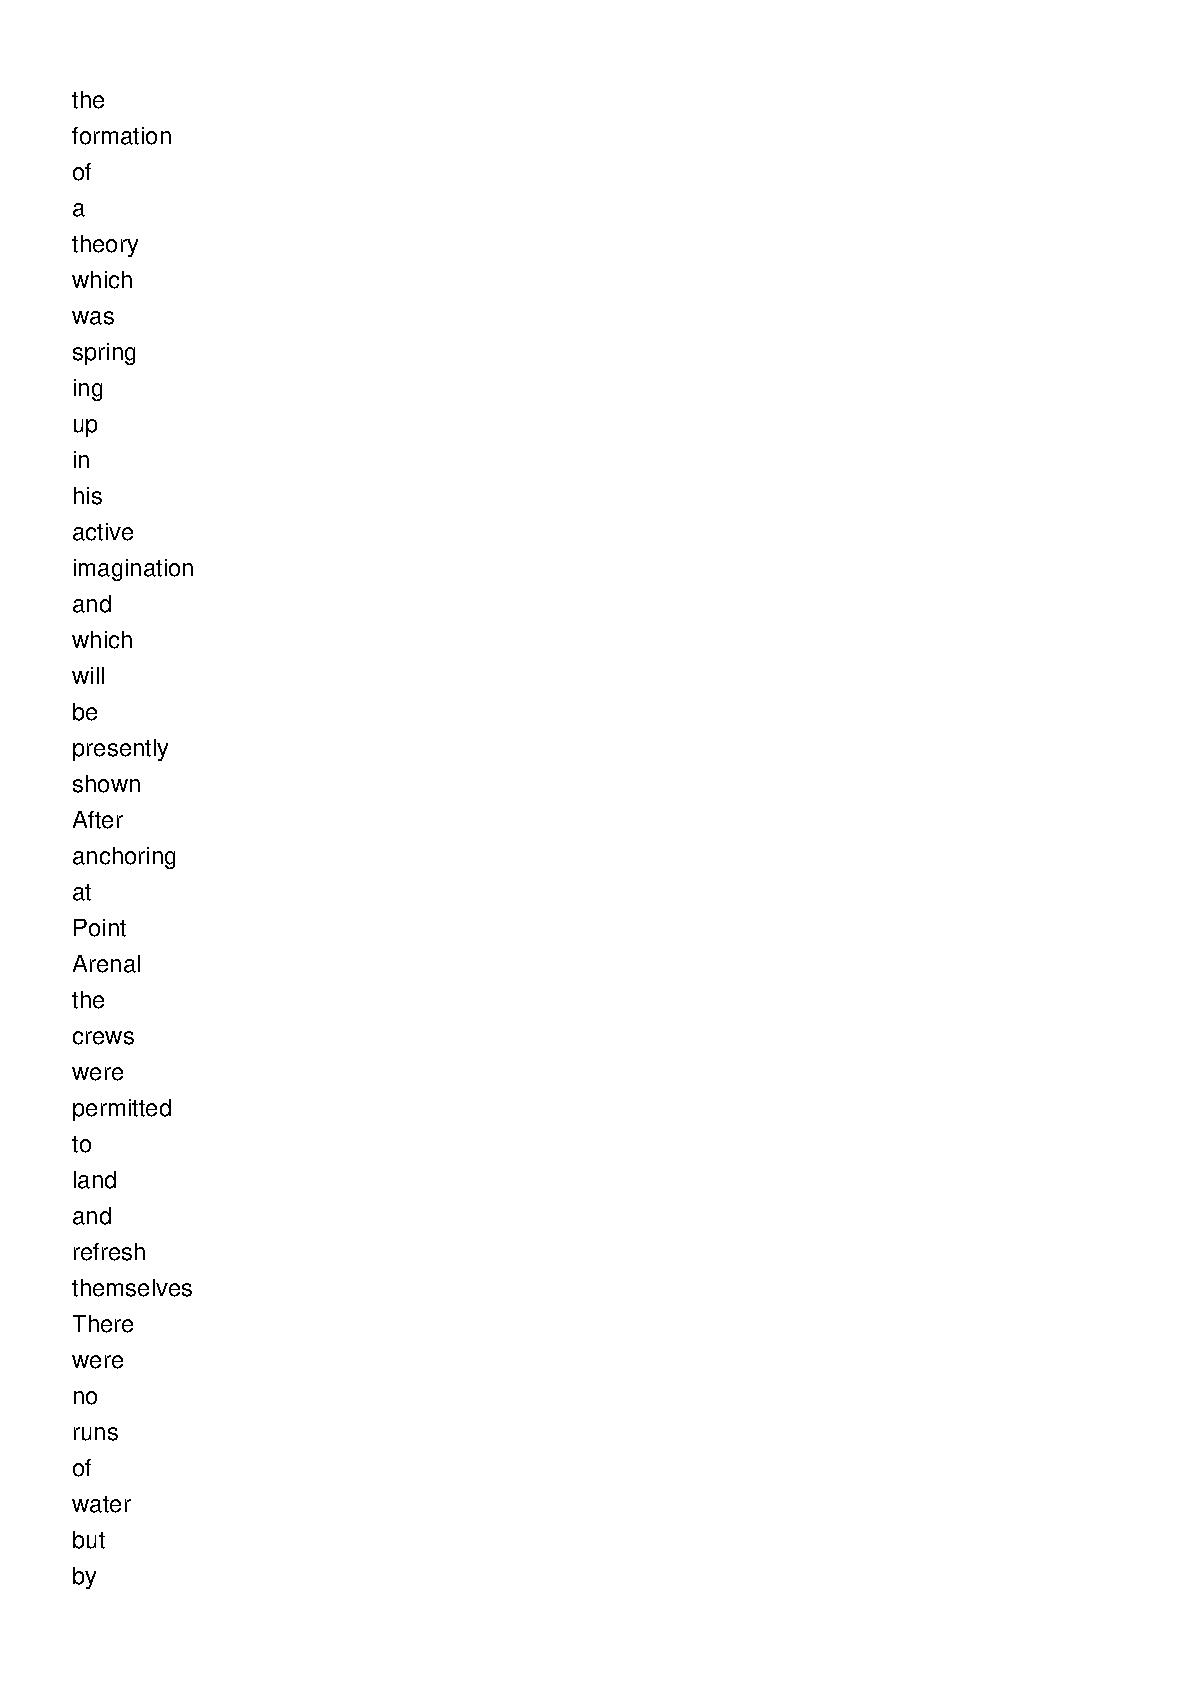 the
formation
of
a
theory
which
was
spring
ing
up
in
his
active
imagination
and
which
will
be
presently
shown
After
anchoring
at
Point
Arenal
the
crews
were
permitted
to
land
and
refresh
themselves
There
were
no
runs
of
water
but
by